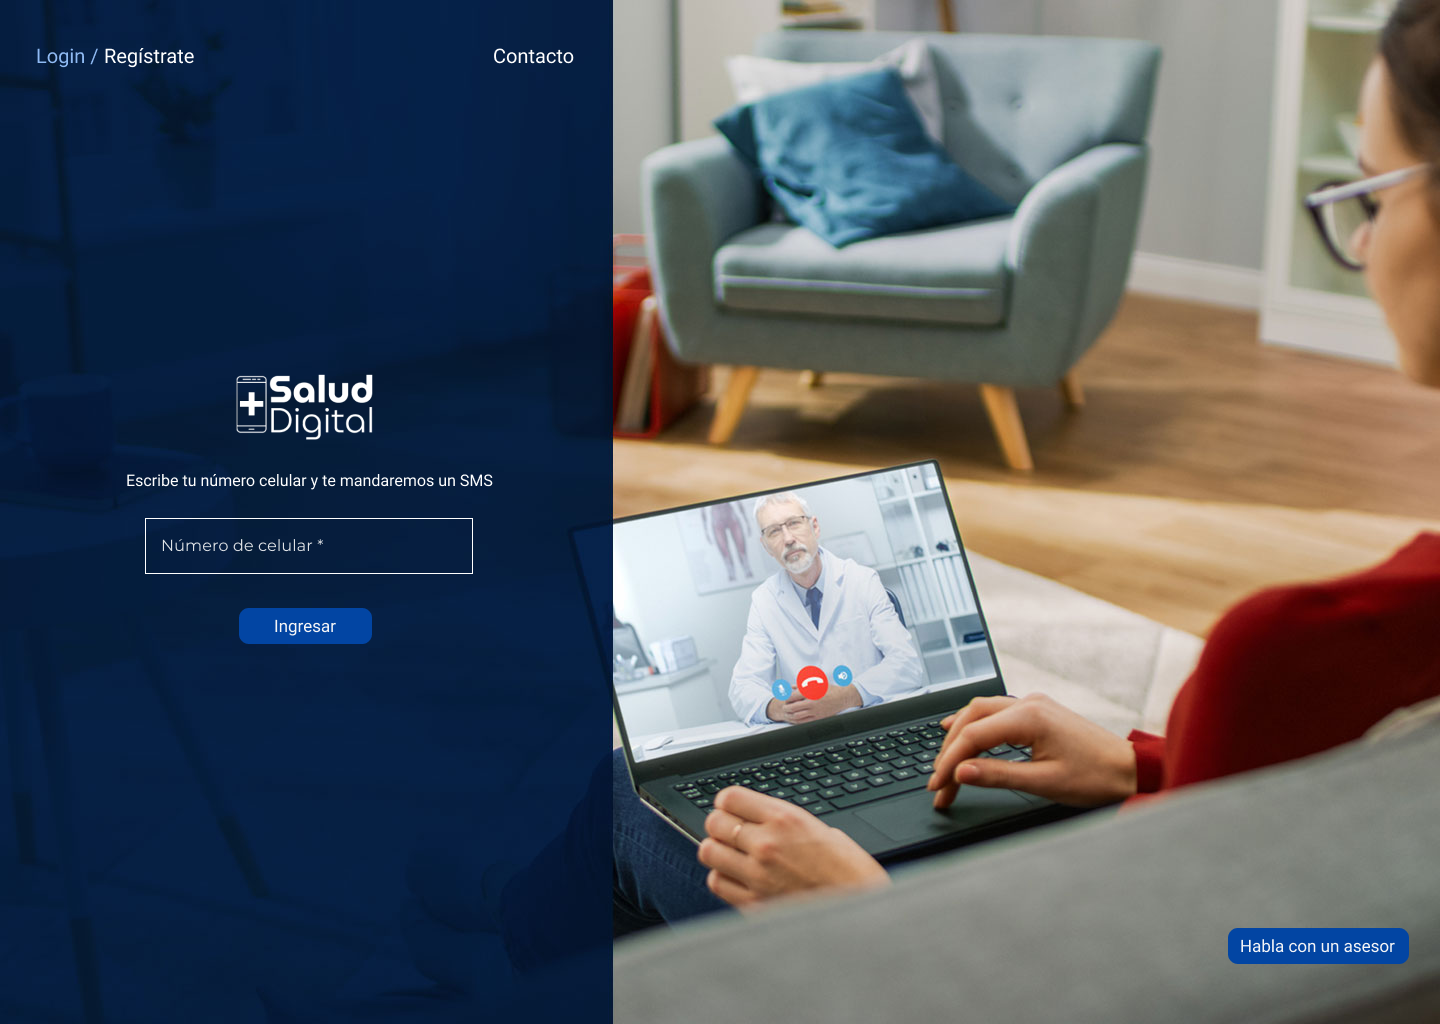 Login / Regístrate
Contacto
Salud
Digital
Escribe tu número celular y te mandaremos un SMS
Número de celular *
Ingresar
Habla con un asesor